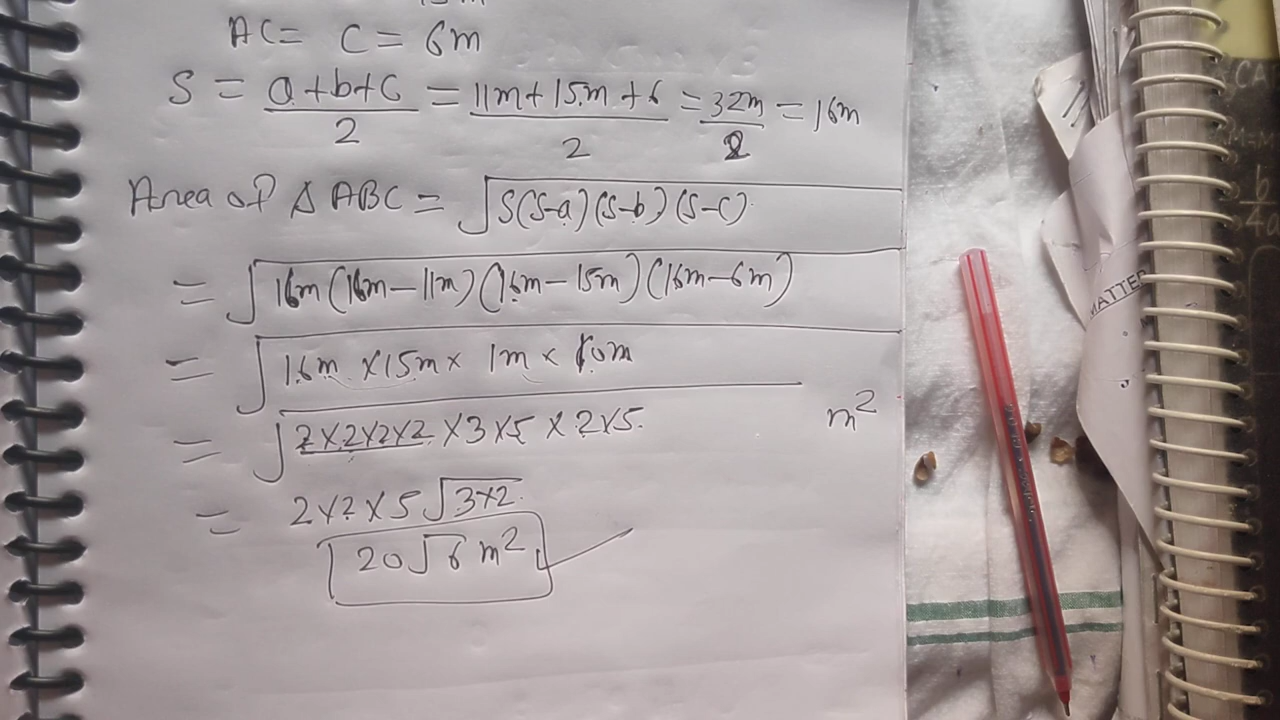 AC = C = 6m
S = a+b+c/2 = 11m+15m+6/2 = 32m/2 = 16m
Area of Δ ABC = √S(S-a)(S-b)(S-c)
= √16m(16m-11m)(16m-15m)(16m-6m)
= √16m×15m×1m×10m
= √2×2×2×2×3×5×2×5 m²
= 2×2×5√3×2
20√6 m²
MATTER
b